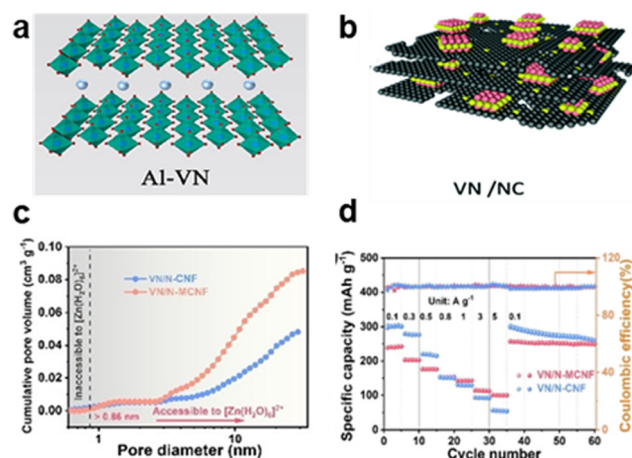 a
Al-VN
b
VN /NC
c
Cumulative pore volume (cm³ g⁻¹)
0.10
0.08
0.06
0.04
0.02
0.00
VN/N-CNF
VN/N-MCNF
Inaccessible to [Zn(H₂O)₆]²⁺
> 0.86 nm
Accessible to [Zn(H₂O)₆]²⁺
1
10
Pore diameter (nm)
d
Specific capacity (mAh g⁻¹)
500
400
300
200
100
0
Unit: A g⁻¹
0.1
0.3
0.5
0.8
1
3
5
0.1
VN/N-MCNF
VN/N-CNF
0
10
20
30
40
50
60
Cycle number
120
80
40
0
Coulombic efficiency(%)